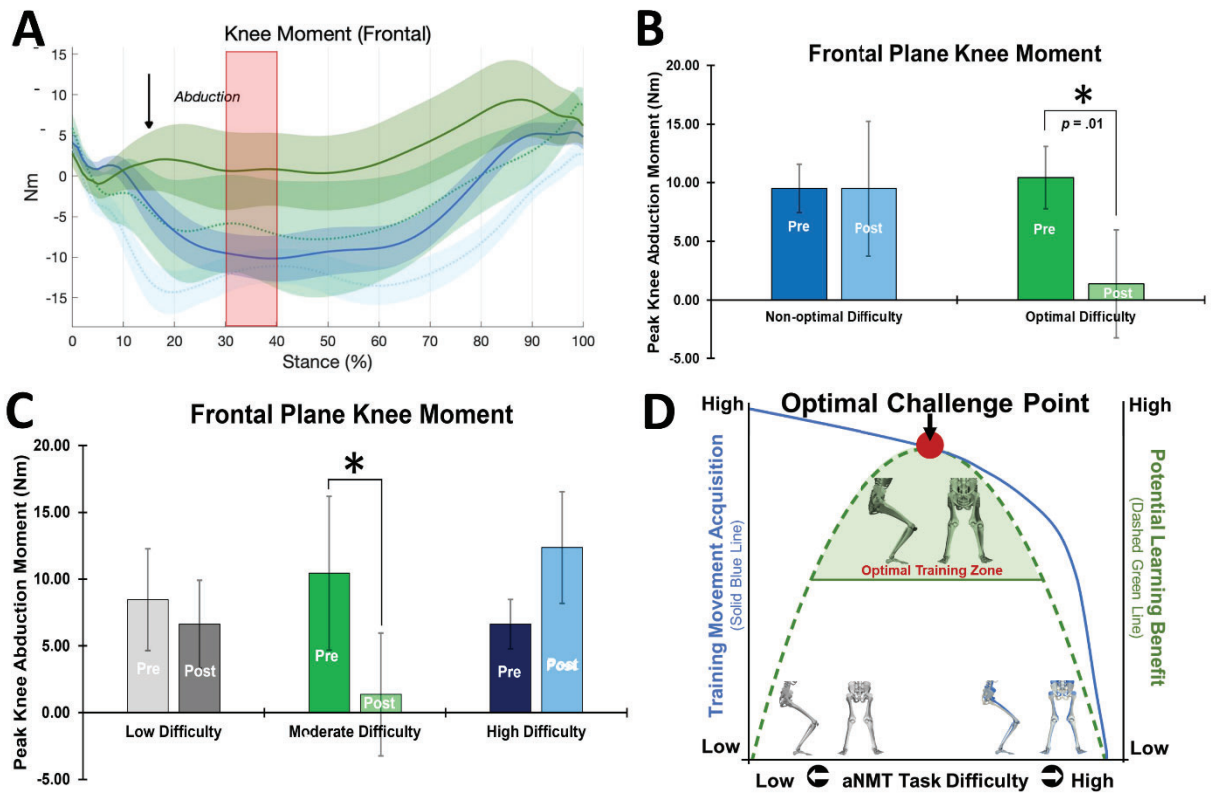 A
Knee Moment (Frontal)
15
10
5
0
-5
-10
-15
Nm
Abduction
0 10 20 30 40 50 60 70 80 90 100
Stance (%)
B
Frontal Plane Knee Moment
Peak Knee Abduction Moment (Nm)
20.00
15.00
10.00
5.00
0.00
-5.00
*
p = .01
Pre
Post
Pre
Post
Non-optimal Difficulty
Optimal Difficulty
C
Frontal Plane Knee Moment
Peak Knee Abduction Moment (Nm)
20.00
15.00
10.00
5.00
0.00
-5.00
*
Pre
Post
Pre
Post
Pre
Post
Low Difficulty
Moderate Difficulty
High Difficulty
D
Optimal Challenge Point
High
High
Training Movement Acquisition
(Solid Blue Line)
Potential Learning Benefit
(Dashed Green Line)
Optimal Training Zone
Low
Low
Low aNMT Task Difficulty High